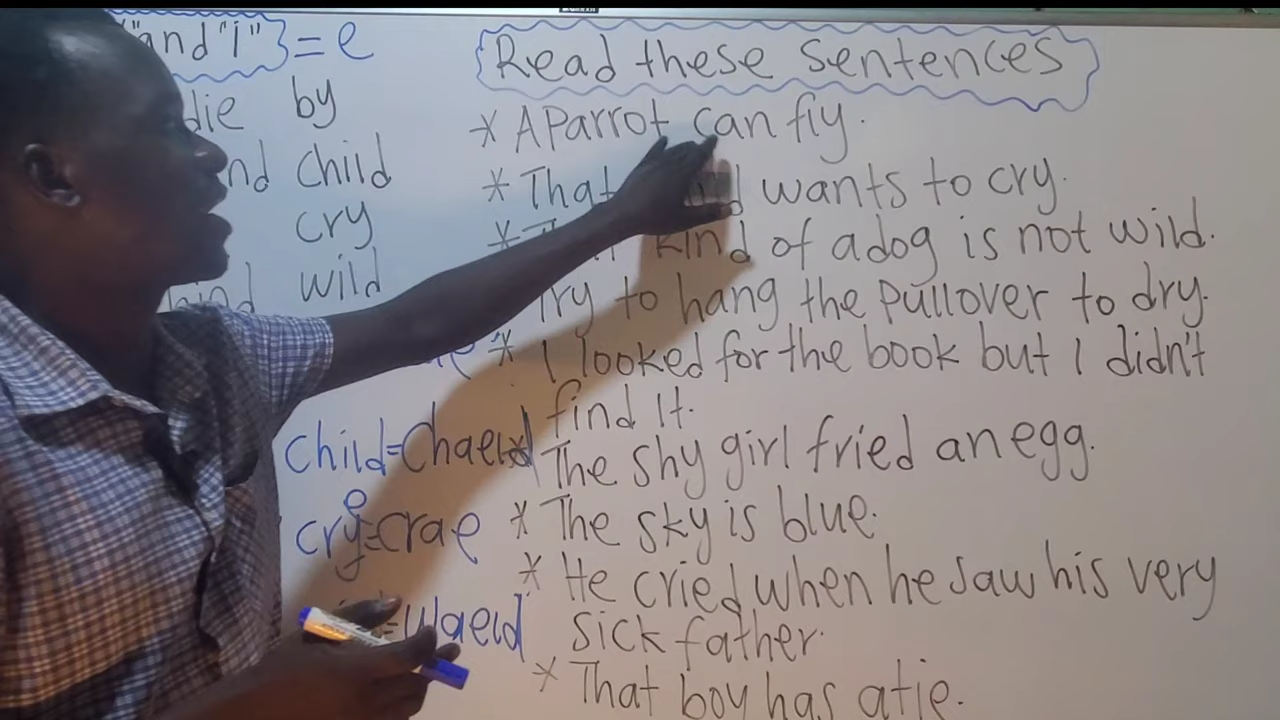 "and "i" = e
die by
child
cry
wild
child=chaeld
e
cry=crae
=waeld
Read these sentences
* A Parrot can fly.
* That wants to cry.
* kind of a dog is not wild.
Try to hang the pullover to dry.
* I looked for the book but I didn't
find it.
* The shy girl fried an egg.
* The sky is blue.
* He cried when he saw his very
sick father.
* That boy has a tie.